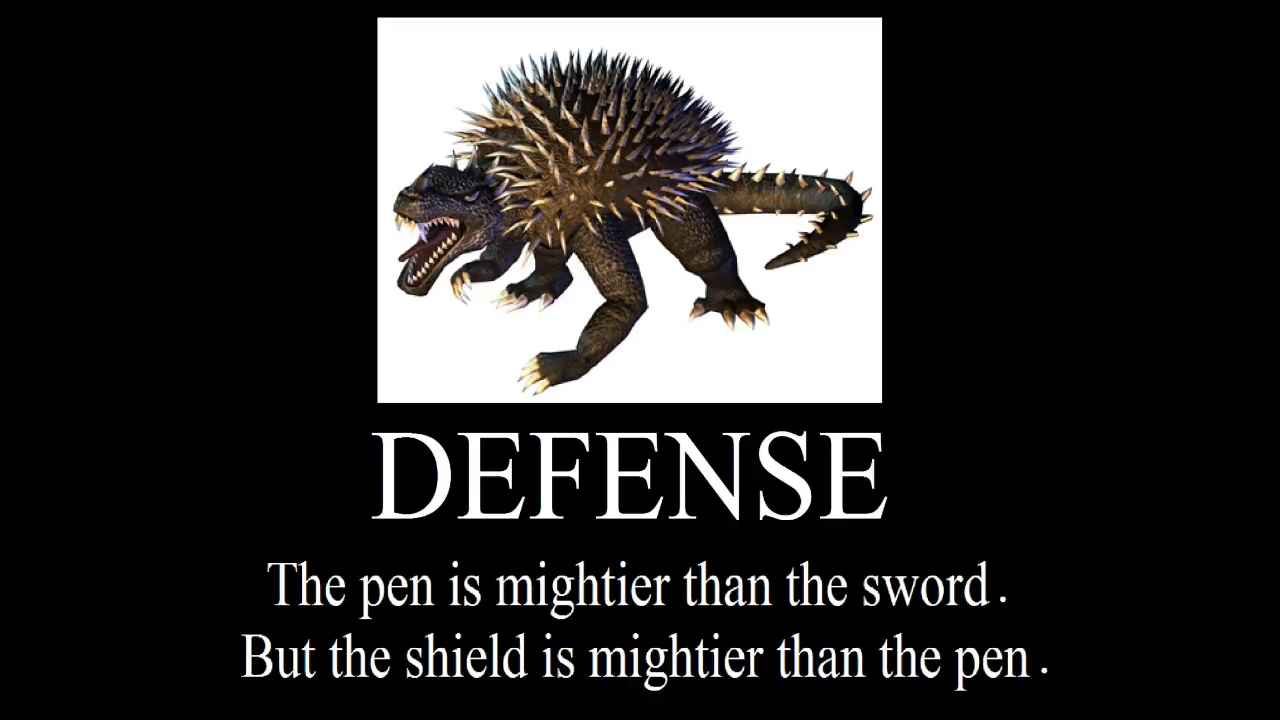 DEFENSE
The pen is mightier than the sword.
But the shield is mightier than the pen.